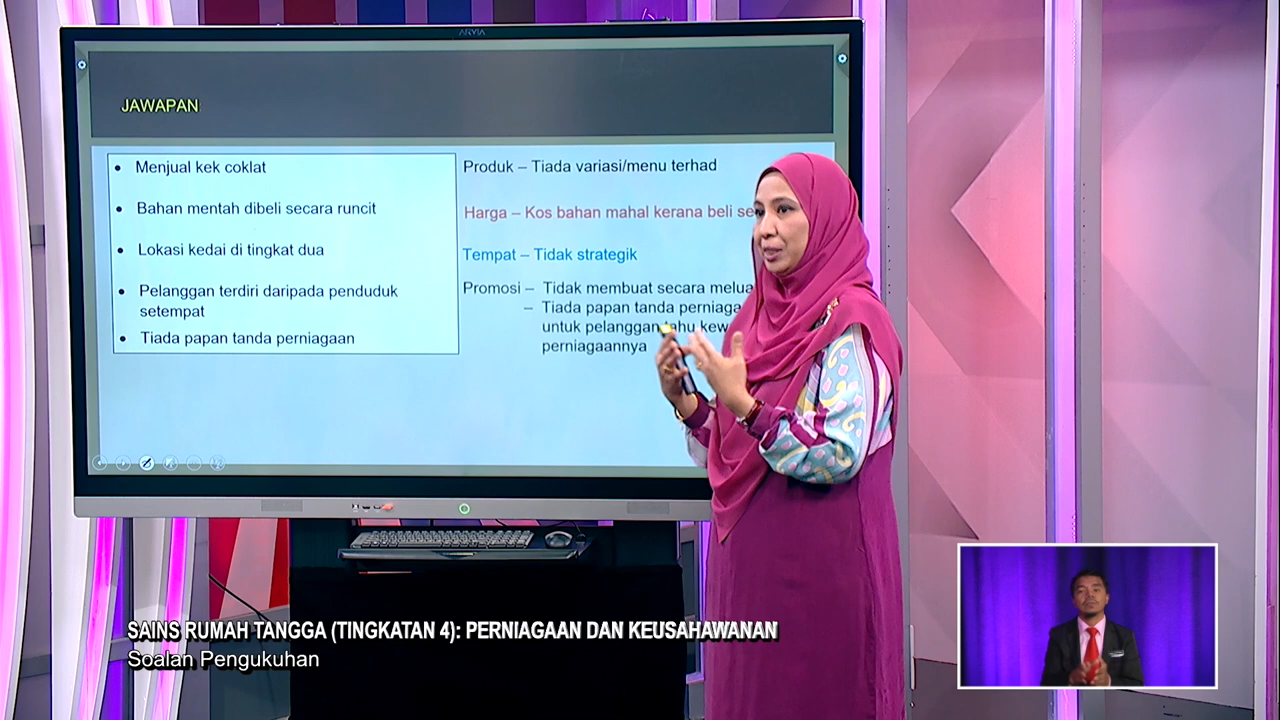 ARVIA
JAWAPAN
• Menjual kek coklat
• Bahan mentah dibeli secara runcit
• Lokasi kedai di tingkat dua
• Pelanggan terdiri daripada penduduk
setempat
• Tiada papan tanda perniagaan
Produk – Tiada variasi/menu terhad
Harga – Kos bahan mahal kerana beli
Tempat – Tidak strategik
Promosi – Tidak membuat secara
– Tiada papan tanda
untuk pelanggan tahu
perniagaannya
SAINS RUMAH TANGGA (TINGKATAN 4): PERNIAGAAN DAN KEUSAHAWANAN
Soalan Pengukuhan